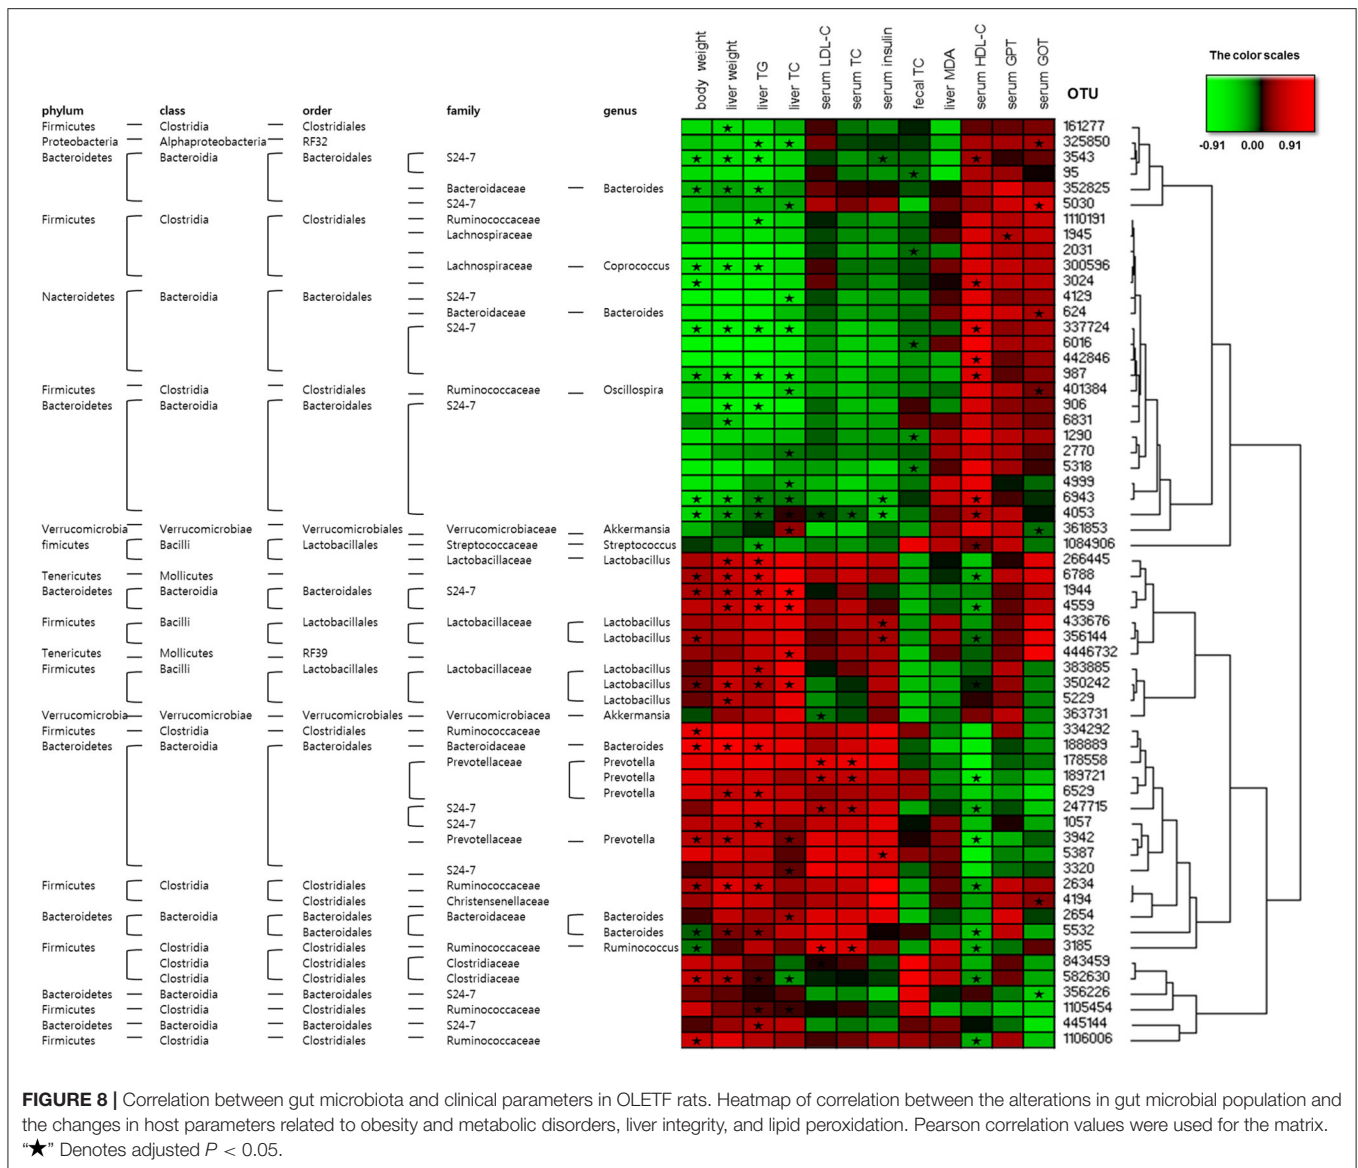 body weight
liver weight
liver TG
liver TC
serum LDL-C
serum TC
serum insulin
fecal TC
liver MDA
serum HDL-C
serum GPT
serum GOT
The color scales
-0.91 0.00 0.91
phylum class order family genus OTU
Firmicutes Clostridia Clostridiales 161277
Proteobacteria Alphaproteobacteria RF32 325850
Bacteroidetes Bacteroidia Bacteroidales S24-7 3543
95
Bacteroidaceae Bacteroides 352825
S24-7 5030
Firmicutes Clostridia Clostridiales Ruminococcaceae 1110191
Lachnospiraceae 1945
2031
Lachnospiraceae Coprococcus 300596
3024
Nacteroidetes Bacteroidia Bacteroidales S24-7 4129
Bacteroidaceae Bacteroides 624
S24-7 337724
6016
442846
987
Firmicutes Clostridia Clostridiales Ruminococcaceae Oscillospira 401384
Bacteroidetes Bacteroidia Bacteroidales S24-7 906
6831
1290
2770
5318
4999
6943
4053
Verrucomicrobia Verrucomicrobiae Verrucomicrobiales Verrucomicrobiaceae Akkermansia 361853
fimicutes Bacilli Lactobacillales Streptococcaceae Streptococcus 1084906
Lactobacillaceae Lactobacillus 266445
Tenericutes Mollicutes 6788
Bacteroidetes Bacteroidia Bacteroidales S24-7 1944
4559
Firmicutes Bacilli Lactobacillales Lactobacillaceae Lactobacillus 433676
Lactobacillus 356144
Tenericutes Mollicutes RF39 4446732
Firmicutes Bacilli Lactobacillales Lactobacillaceae Lactobacillus 383885
Lactobacillus 350242
Lactobacillus 5229
Verrucomicrobia Verrucomicrobiae Verrucomicrobiales Verrucomicrobiacea Akkermansia 363731
Firmicutes Clostridia Clostridiales Ruminococcaceae 334292
Bacteroidetes Bacteroidia Bacteroidales Bacteroidaceae Bacteroides 188889
Prevotellaceae Prevotella 178558
Prevotella 189721
Prevotella 6529
S24-7 247715
S24-7 1057
Prevotellaceae Prevotella 3942
5387
S24-7 3320
Firmicutes Clostridia Clostridiales Ruminococcaceae 2634
Clostridiales Christensenellaceae 4194
Bacteroidetes Bacteroidia Bacteroidales Bacteroidaceae Bacteroides 2654
Bacteroidales Bacteroides 5532
Firmicutes Clostridia Clostridiales Ruminococcaceae Ruminococcus 3185
Clostridia Clostridiales Clostridiaceae 843459
Clostridia Clostridiales Clostridiaceae 582630
Bacteroidetes Bacteroidia Bacteroidales S24-7 356226
Firmicutes Clostridia Clostridiales Ruminococcaceae 1105454
Bacteroidetes Bacteroidia Bacteroidales S24-7 445144
Firmicutes Clostridia Clostridiales Ruminococcaceae 1106006
FIGURE 8 | Correlation between gut microbiota and clinical parameters in OLETF rats. Heatmap of correlation between the alterations in gut microbial population and
the changes in host parameters related to obesity and metabolic disorders, liver integrity, and lipid peroxidation. Pearson correlation values were used for the matrix.
“★” Denotes adjusted P < 0.05.